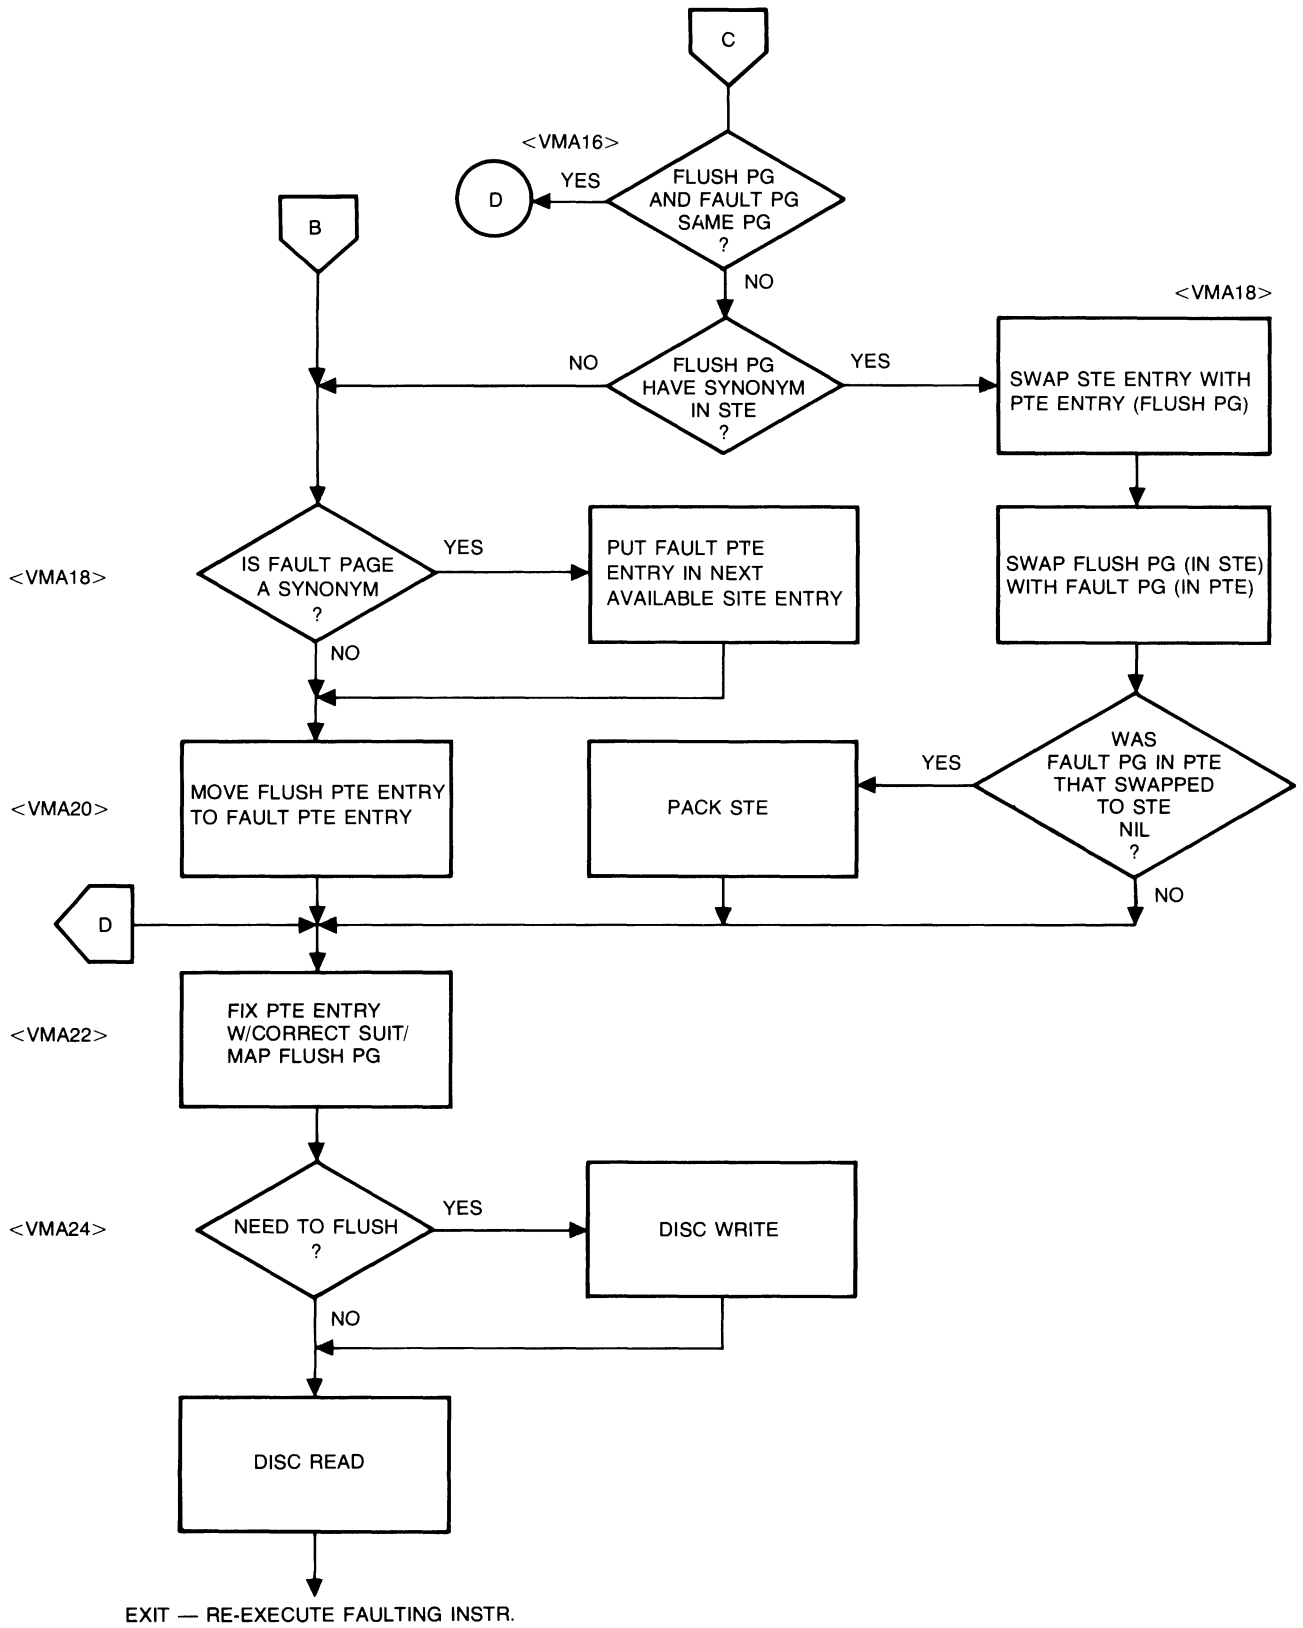 C
<VMA16>
YES
D
FLUSH PG
AND FAULT PG
SAME PG
?
B
NO
<VMA18>
NO
FLUSH PG
HAVE SYNONYM
IN STE
?
YES
SWAP STE ENTRY WITH
PTE ENTRY (FLUSH PG)
<VMA18>
IS FAULT PAGE
A SYNONYM
?
YES
PUT FAULT PTE
ENTRY IN NEXT
AVAILABLE SITE ENTRY
SWAP FLUSH PG (IN STE)
WITH FAULT PG (IN PTE)
NO
<VMA20>
MOVE FLUSH PTE ENTRY
TO FAULT PTE ENTRY
PACK STE
YES
WAS
FAULT PG IN PTE
THAT SWAPPED
TO STE
NIL
?
NO
D
<VMA22>
FIX PTE ENTRY
W/CORRECT SUIT/
MAP FLUSH PG
<VMA24>
NEED TO FLUSH
?
YES
DISC WRITE
NO
DISC READ
EXIT — RE-EXECUTE FAULTING INSTR.